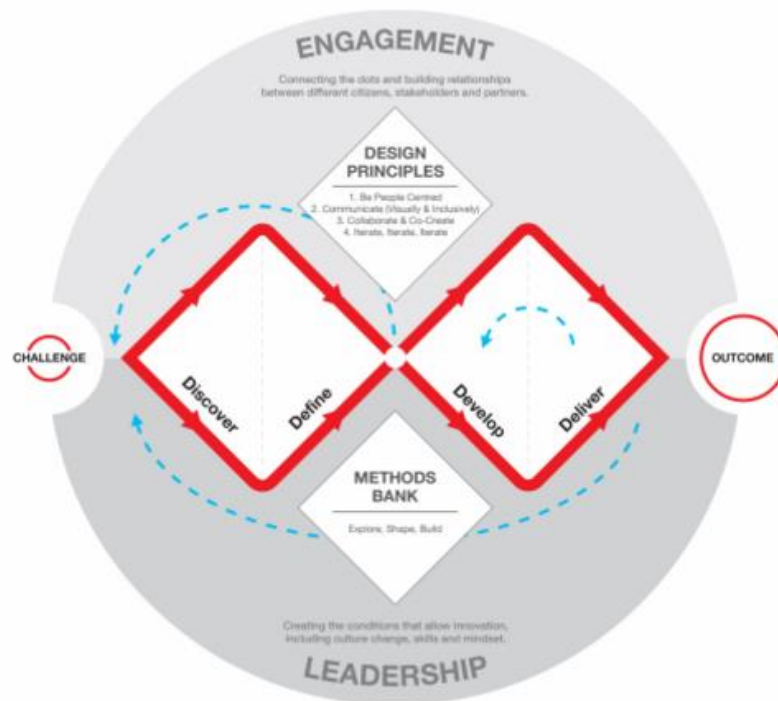 ENGAGEMENT
Connecting the dots and building relationships
between different citizens, stakeholders and partners.
DESIGN
PRINCIPLES
1. Be People Centred
2. Communicate (Visually & Inclusively)
3. Collaborate & Co-Create
4. Iterate, Iterate, Iterate
CHALLENGE
OUTCOME
Discover
Define
Develop
Deliver
METHODS
BANK
Explore, Shape, Build
Creating the conditions that allow innovation,
including culture change, skills and mindset.
LEADERSHIP